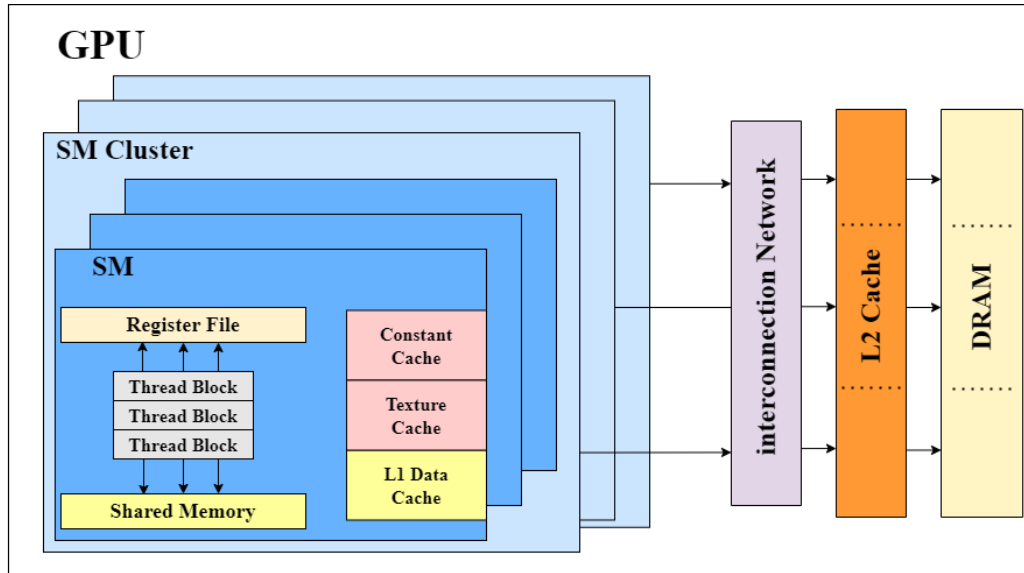 GPU
SM Cluster
SM
Register File
Thread Block
Thread Block
Thread Block
Shared Memory
Constant
Cache
Texture
Cache
L1 Data
Cache
interconnection Network
L2 Cache
DRAM